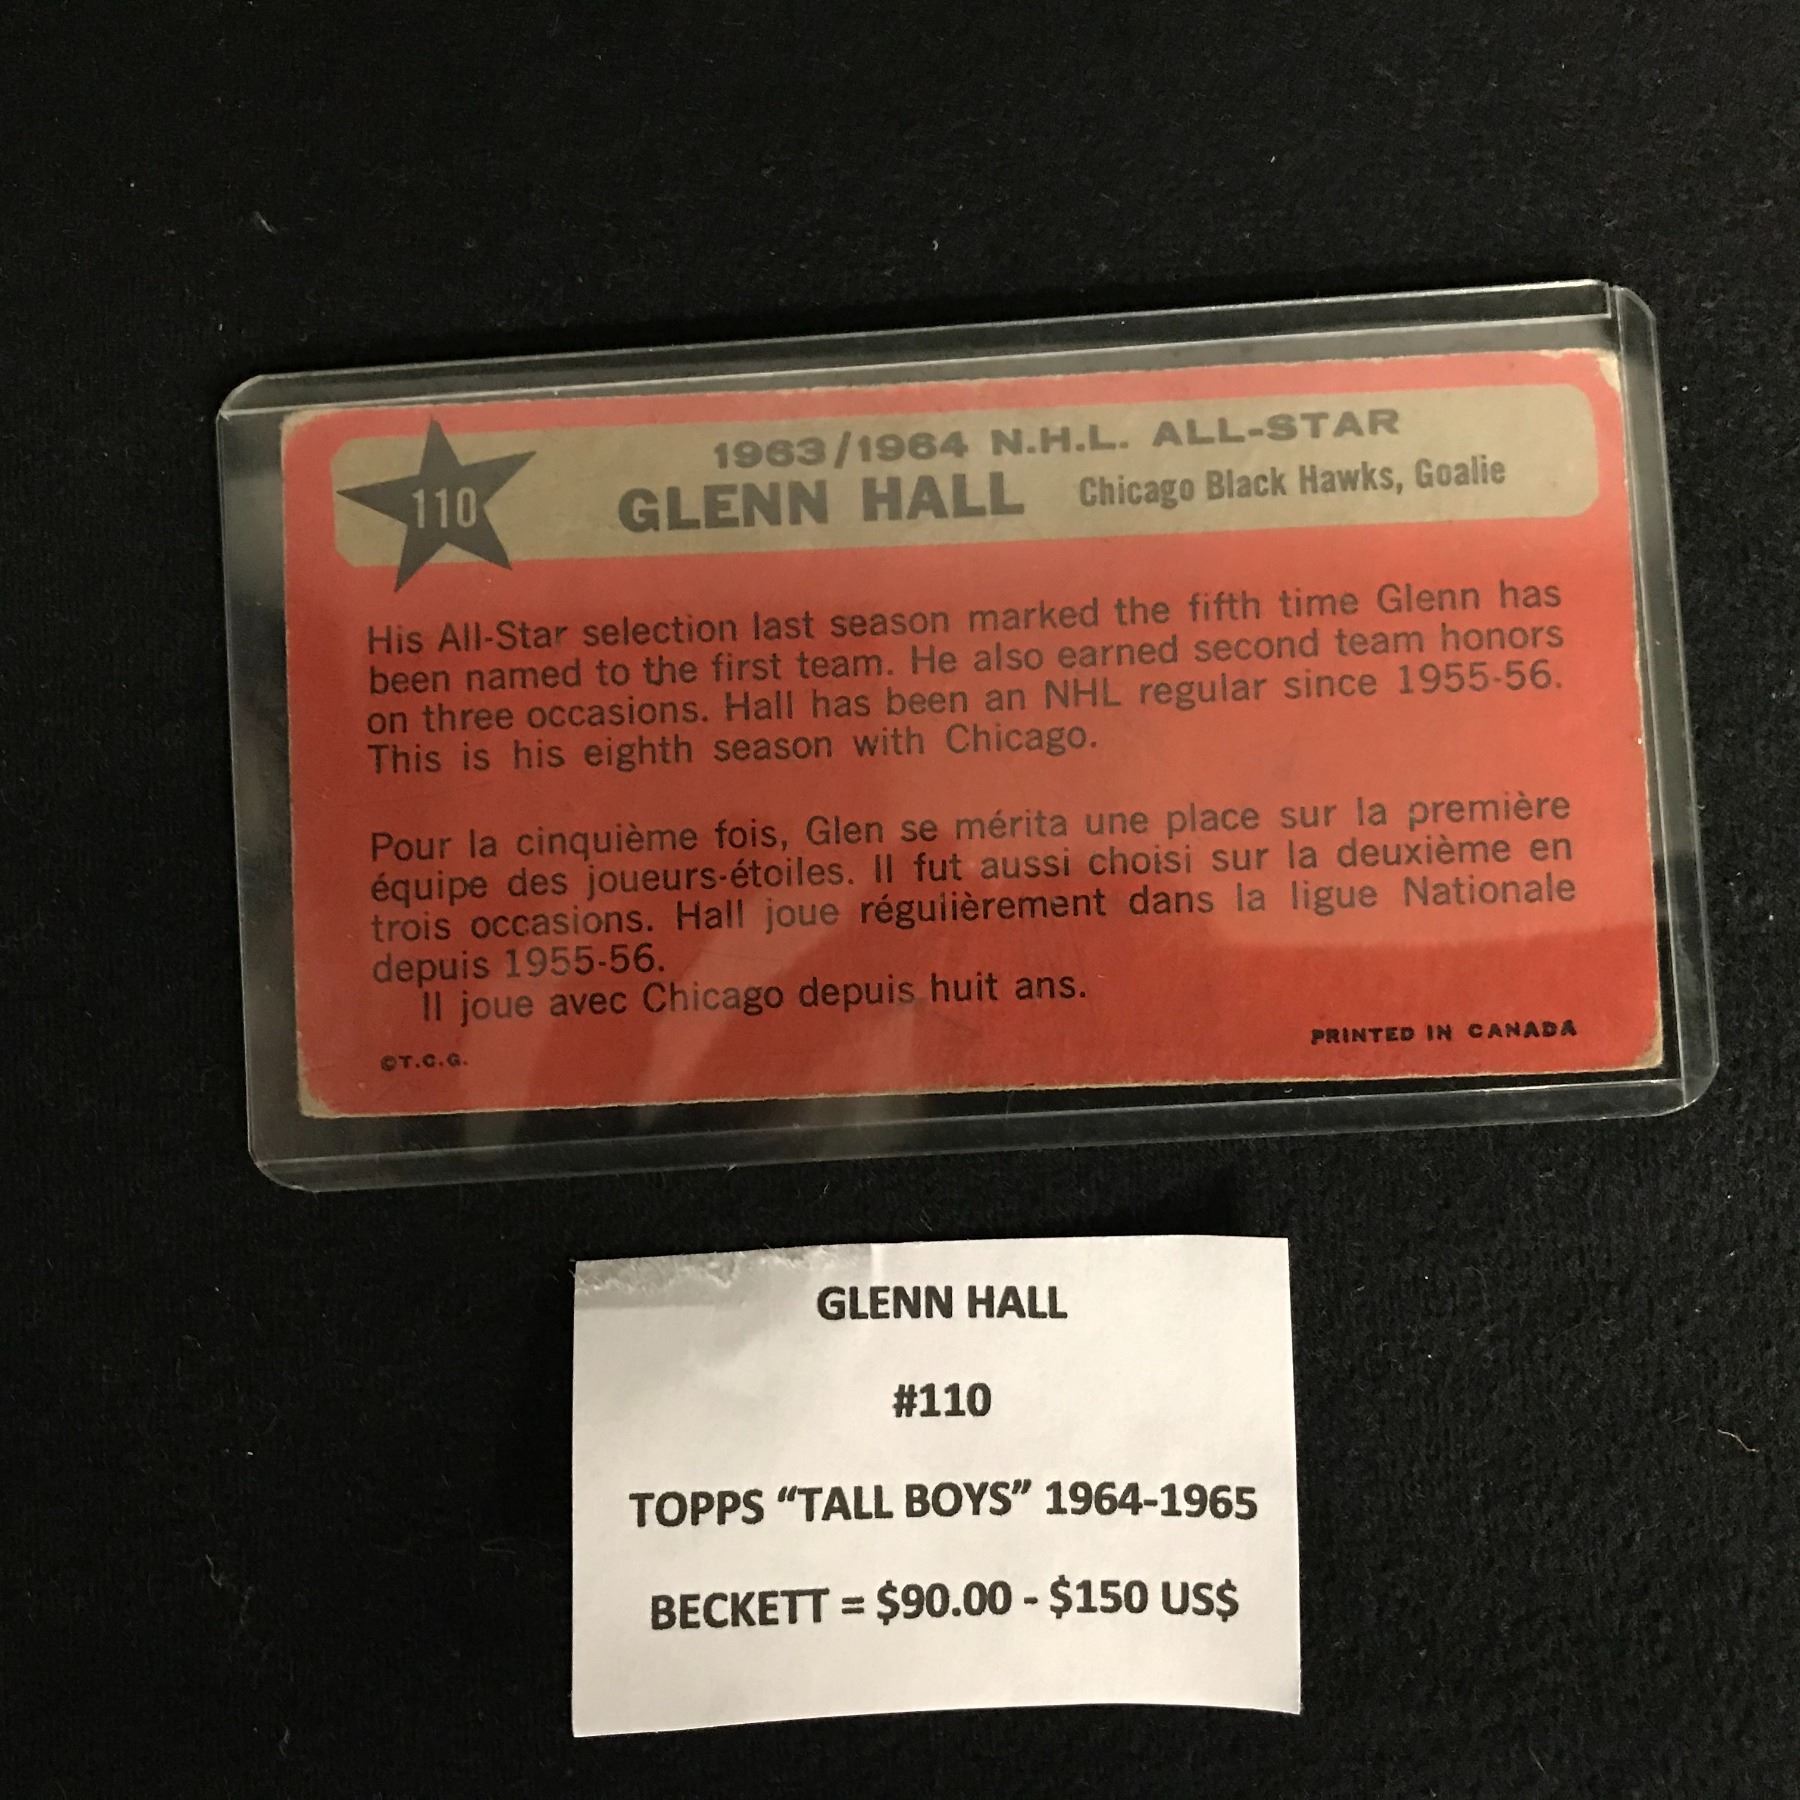 110
1963/1964 N.H.L. ALL-STAR
GLENN HALL Chicago Black Hawks, Goalie
His All-Star selection last season marked the fifth time Glenn has
been named to the first team. He also earned second team honors
on three occasions. Hall has been an NHL regular since 1955-56.
This is his eighth season with Chicago.
Pour la cinquième fois, Glen se mérita une place sur la première
équipe des joueurs-étoiles. Il fut aussi choisi sur la deuxième en
trois occasions. Hall joue régulièrement dans la ligue Nationale
depuis 1955-56.
Il joue avec Chicago depuis huit ans.
©T.C.G.
PRINTED IN CANADA
GLENN HALL
#110
TOPPS “TALL BOYS” 1964-1965
BECKETT = $90.00 - $150 US$